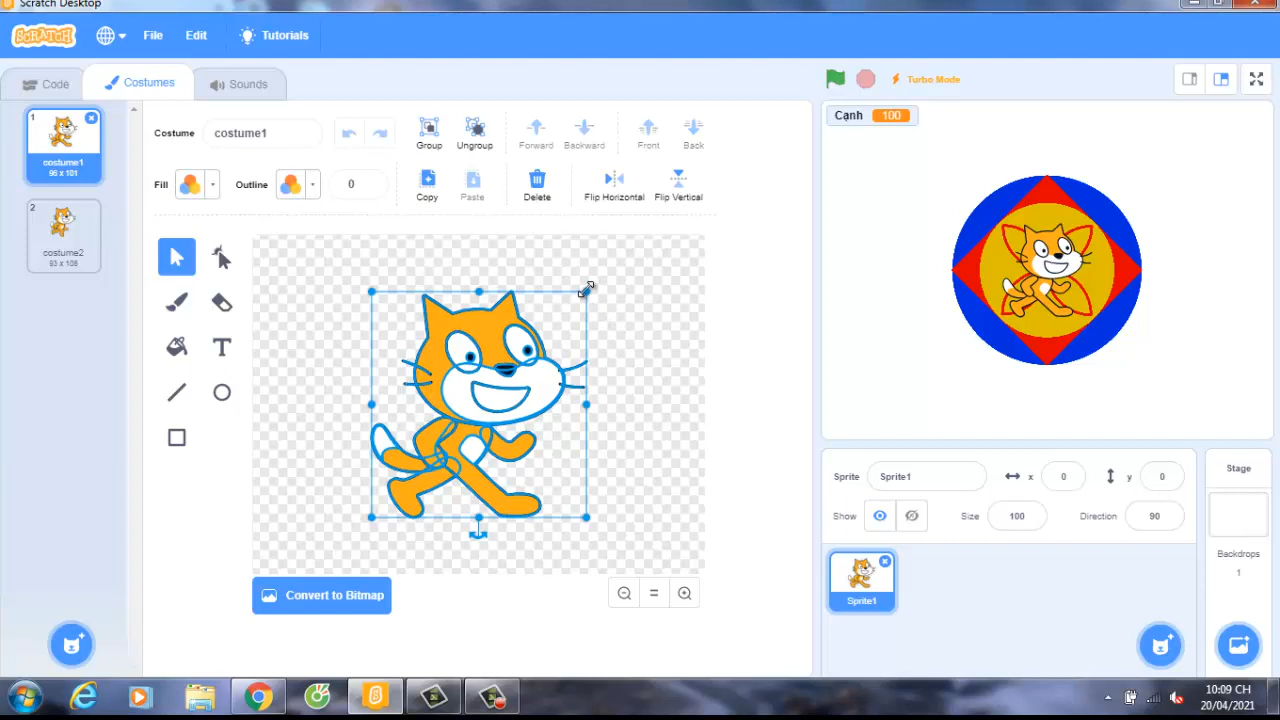 Scratch Desktop
SCRATCH File Edit Tutorials
Code Costumes Sounds
Turbo Mode
1
costume1
96 x 101
2
costume2
93 x 106
Costume costume1
Group Ungroup Forward Backward Front Back
Fill Outline 0
Copy Paste Delete Flip Horizontal Flip Vertical
T
Convert to Bitmap
Cạnh 100
Sprite Sprite1 x 0 y 0
Show Size 100 Direction 90
Sprite1
Stage
Backdrops
1
10:09 CH
20/04/2021